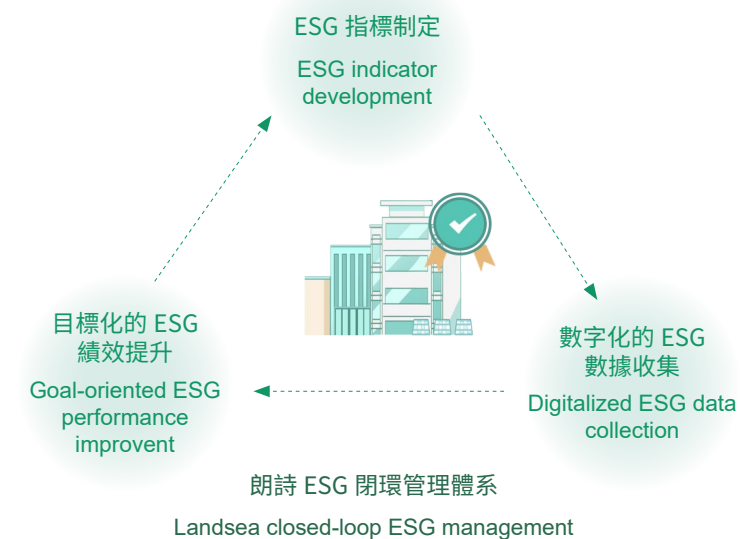 ESG 指標制定
ESG indicator
development
目標化的 ESG
績效提升
Goal-oriented ESG
performance
improvent
數字化的 ESG
數據收集
Digitalized ESG data
collection
朗詩 ESG 閉環管理體系
Landsea closed-loop ESG management